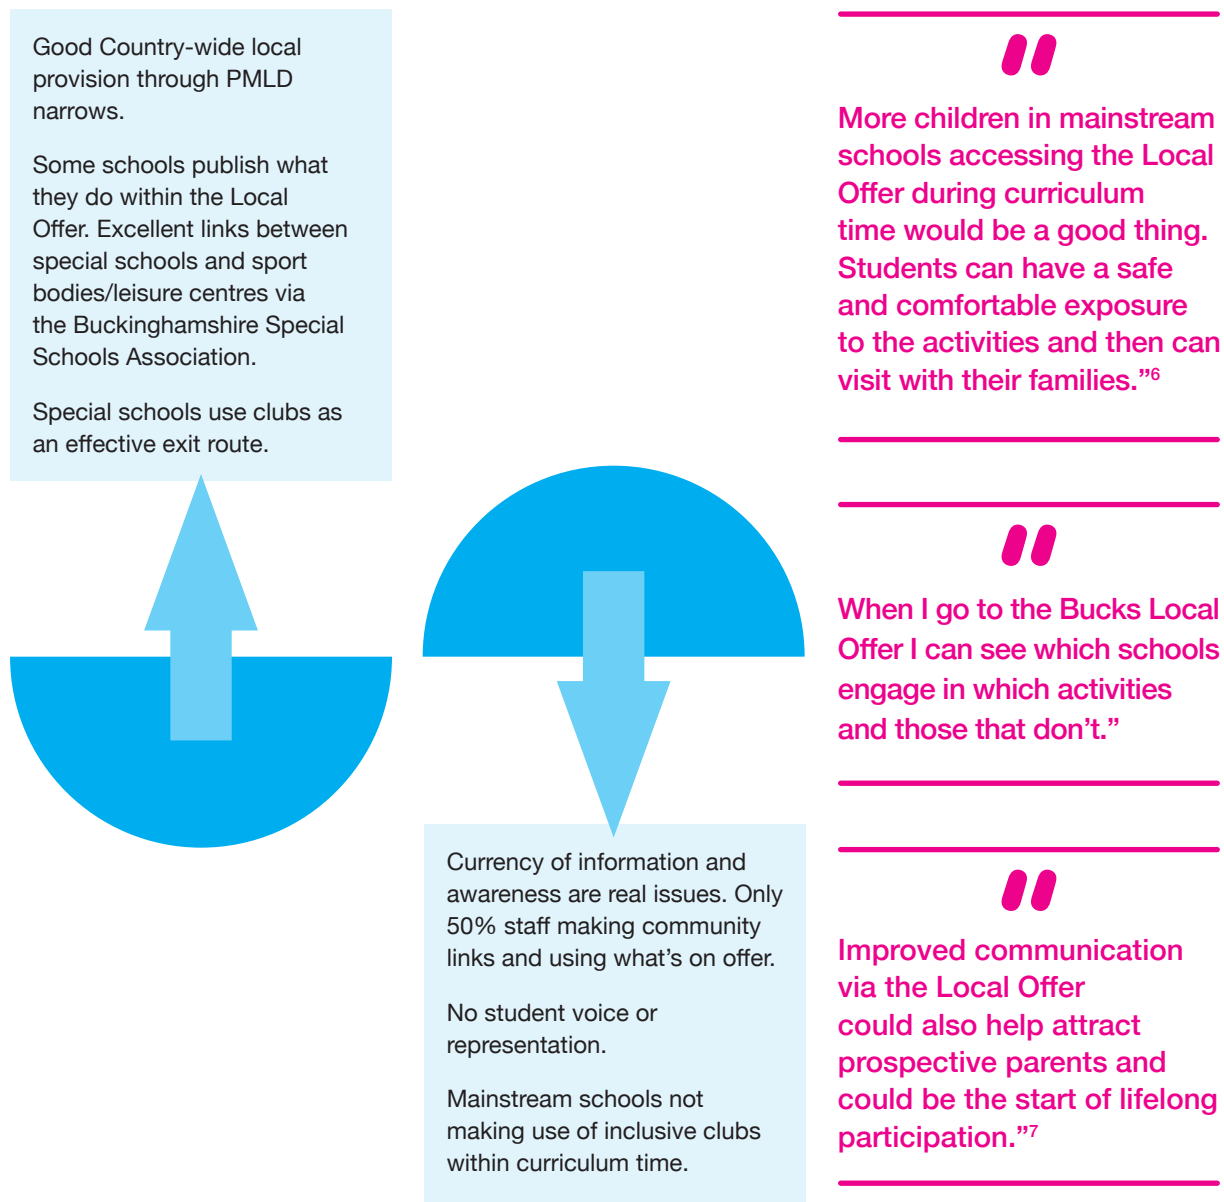 Good Country-wide local
provision through PMLD
narrows.
Some schools publish what
they do within the Local
Offer. Excellent links between
special schools and sport
bodies/leisure centres via
the Buckinghamshire Special
Schools Association.
Special schools use clubs as
an effective exit route.
Currency of information and
awareness are real issues. Only
50% staff making community
links and using what’s on offer.
No student voice or
representation.
Mainstream schools not
making use of inclusive clubs
within curriculum time.
"
More children in mainstream
schools accessing the Local
Offer during curriculum
time would be a good thing.
Students can have a safe
and comfortable exposure
to the activities and then can
visit with their families.”⁶
"
When I go to the Bucks Local
Offer I can see which schools
engage in which activities
and those that don’t.”
"
Improved communication
via the Local Offer
could also help attract
prospective parents and
could be the start of lifelong
participation.”⁷